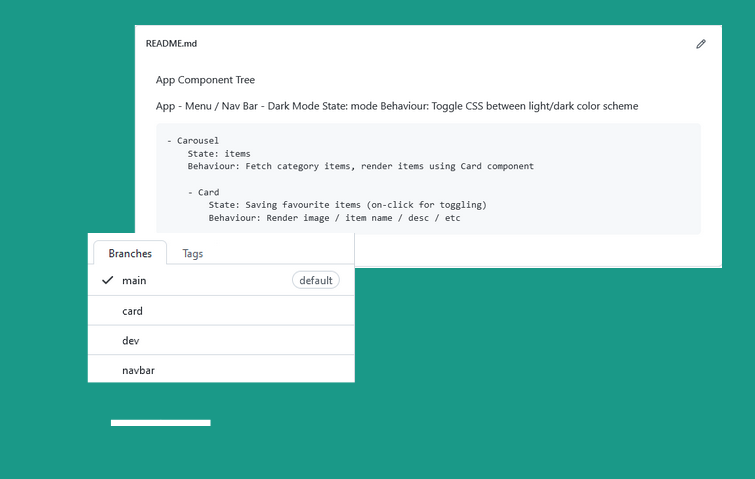 README.md
App Component Tree
App - Menu / Nav Bar - Dark Mode State: mode Behaviour: Toggle CSS between light/dark color scheme
- Carousel
State: items
Behaviour: Fetch category items, render items using Card component
- Card
State: Saving favourite items (on-click for toggling)
Behaviour: Render image / item name / desc / etc
Branches Tags
main default
card
dev
navbar